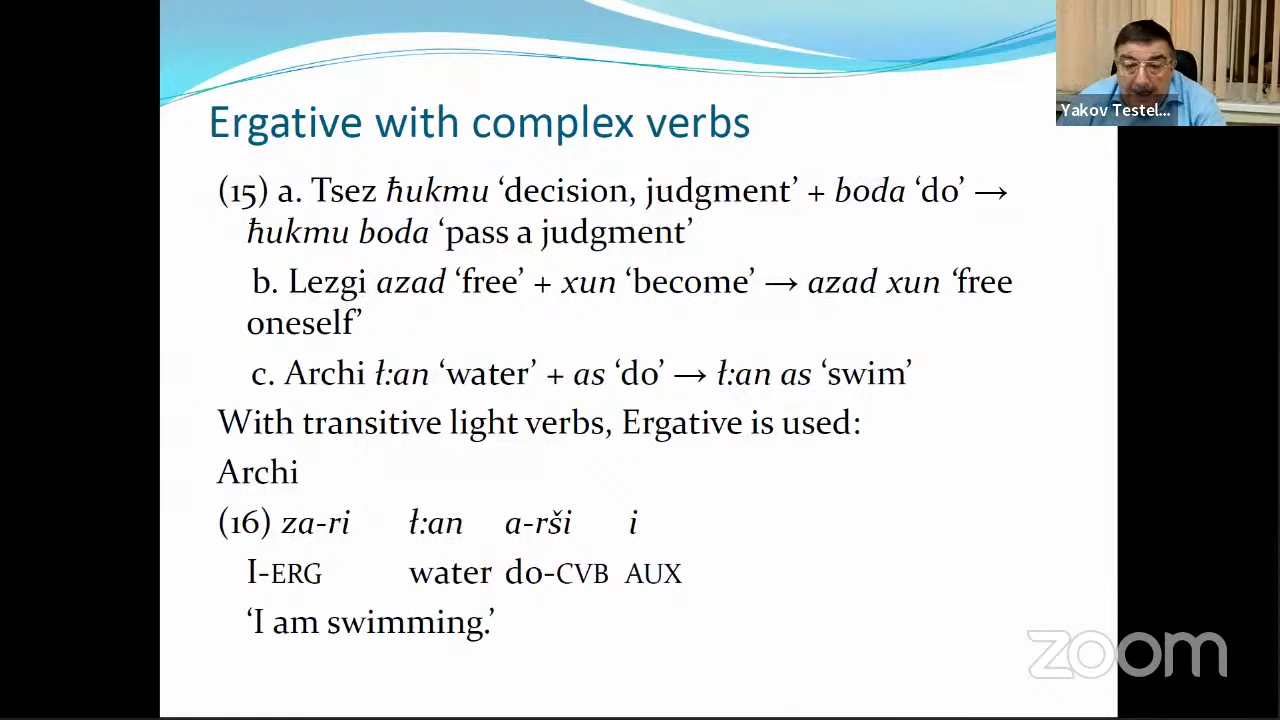 Yakov Testel...
Ergative with complex verbs
(15) a. Tsez ħukmu ‘decision, judgment’ + boda ‘do’ →
ħukmu boda ‘pass a judgment’
b. Lezgi azad ‘free’ + xun ‘become’ → azad xun ‘free
oneself’
c. Archi ɫ:an ‘water’ + as ‘do’ → ɫ:an as ‘swim’
With transitive light verbs, Ergative is used:
Archi
(16) za-ri ɫ:an a-rši i
I-ERG water do-CVB AUX
‘I am swimming.’
zoom